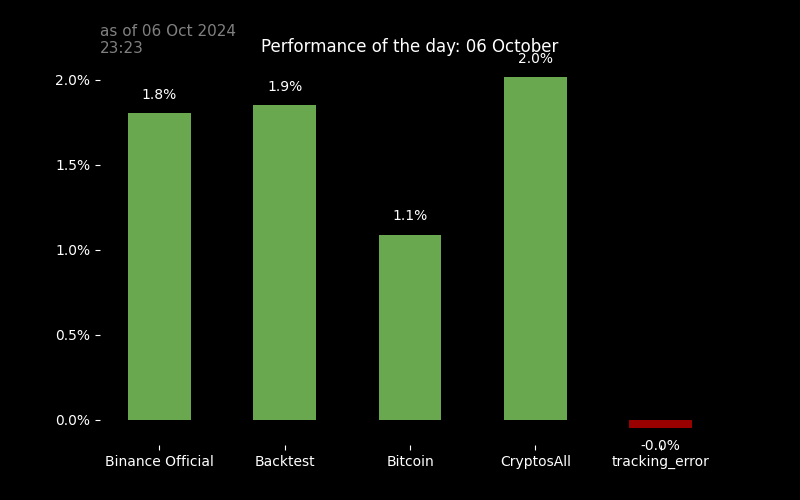 as of 06 Oct 2024
23:23
Performance of the day: 06 October
2.0%
1.5%
1.0%
0.5%
0.0%
1.8%
1.9%
1.1%
2.0%
-0.0%
Binance Official
Backtest
Bitcoin
CryptosAll
tracking_error